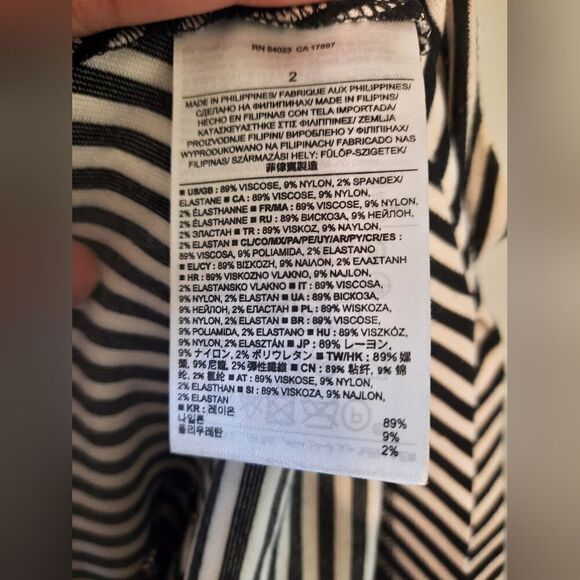 RN 54023 CA 17897
2
MADE IN PHILIPPINES/ FABRIQUE AUX PHILIPPINES/
СДЕЛАНО НА ФИЛИПИНАХ/ MADE IN FILIPINS/
HECHO EN FILIPINAS CON TELA IMPORTADA/
ΚΑΤΑΣΚΕΥΑΣΤΗΚΕ ΣΤΙΣ ΦΙΛΙΠΠΙΝΕΣ/ ZEMLJA
PROIZVODNJE FILIPINI/ ВИРОБЛЕНО У ФІЛІППІНИ/
WYPRODUKOWANO NA FILIPINACH/ FABRICADO NAS
FILIPINAS/ SZÁRMAZÁSI HELY: FÜLÖP-SZIGETEK/
菲律賓製造
■ US/GB : 89% VISCOSE, 9% NYLON, 2% SPANDEX/
ELASTANE ■ CA : 89% VISCOSE, 9% NYLON,
2% ÉLASTHANNE ■ FR/MA : 89% VISCOSE, 9% NYLON,
2% ÉLASTHANNE ■ RU : 89% ВИСКОЗА, 9% НЕЙЛОН,
2% ЭЛАСТАН ■ TR : 89% VİSKOZ, 9% NAYLON,
2% ELASTAN ■ CL/CO/MX/PA/PE/UY/AR/PY/CR/ES :
89% VISCOSA, 9% POLIAMIDA, 2% ELASTANO
■ EL/CY : 89% ΒΙΣΚΟΖΗ, 9% ΝΑΙΛΟΝ, 2% ΕΛΑΣΤΑΝΗ
■ HR : 89% VISKOZNO VLAKNO, 9% NAJLON,
2% ELASTANSKO VLAKNO ■ IT : 89% VISCOSA,
9% NYLON, 2% ELASTAN ■ UA : 89% ВІСКОЗА,
9% НЕЙЛОН, 2% ЕЛАСТАН ■ PL : 89% WISKOZA,
9% NYLON, 2% ELASTAN ■ BR : 89% VISCOSE,
9% POLIAMIDA, 2% ELASTANO ■ HU : 89% VISZKÓZ,
9% NEJLON, 2% ELASZTÁN ■ JP : 89% レーヨン,
9% ナイロン, 2% ポリウレタン ■ TW/HK : 89% 嫘
縈, 9% 尼龍, 2% 彈性纖維 ■ CN : 89% 粘纤, 9% 锦
纶, 2% 氨纶 ■ AT : 89% VISKOSE, 9% NYLON,
2% ELASTHAN ■ SI : 89% VISKOZA, 9% NAJLON,
2% ELASTAN
■ KR : 레이온 89%
나일론 9%
폴리우레탄 2%